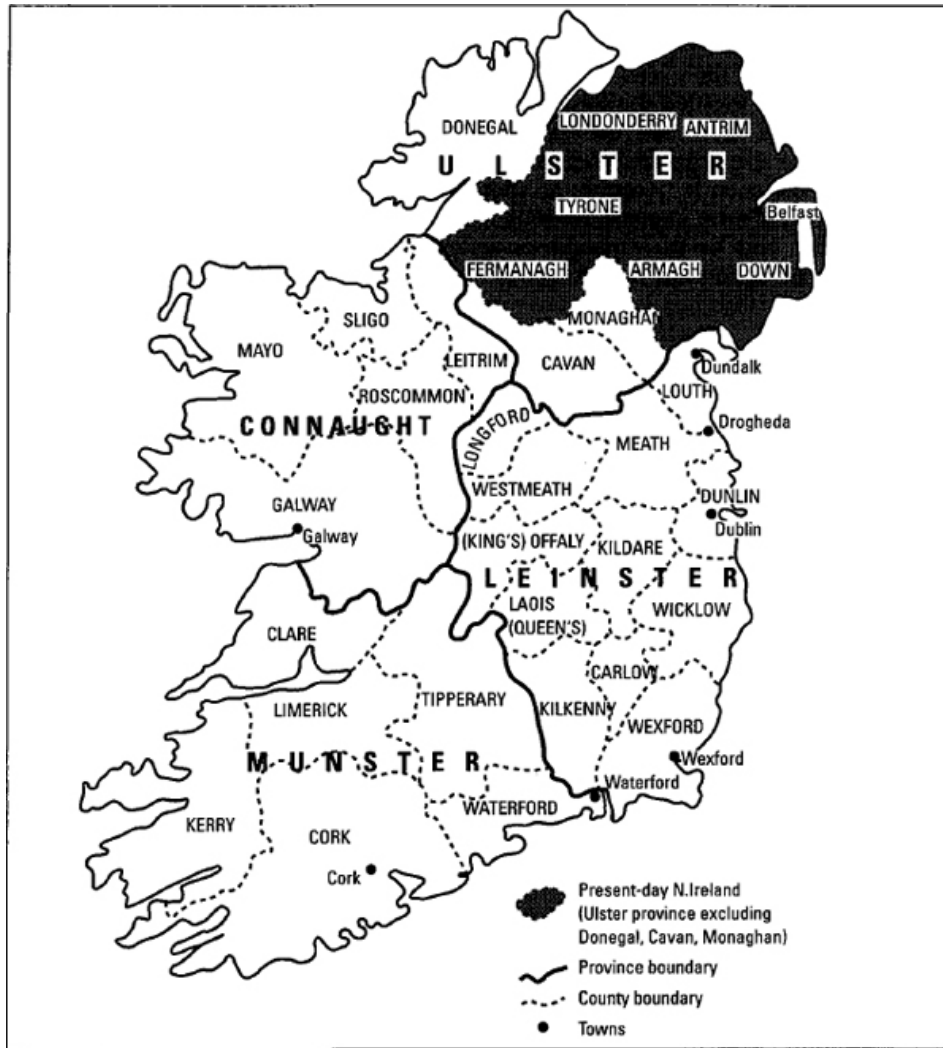 DONEGAL
LONDONDERRY
ANTRIM
ULSTER
TYRONE
Belfast
FERMANAGH
ARMAGH
DOWN
MONAGHAN
SLIGO
MAYO
LEITRIM
CAVAN
Dundalk
ROSCOMMON
LOUTH
CONNAUGHT
LONGFORD
Drogheda
MEATH
WESTMEATH
GALWAY
DUNLIN
Galway
Dublin
(KING'S) OFFALY
KILDARE
LEINSTER
LAOIS
(QUEEN'S)
WICKLOW
CLARE
CARLOW
TIPPERARY
LIMERICK
KILKENNY
WEXFORD
MUNSTER
Wexford
Waterford
WATERFORD
KERRY
CORK
Cork
Present-day N.Ireland
(Ulster province excluding
Donegal, Cavan, Monaghan)
Province boundary
County boundary
Towns